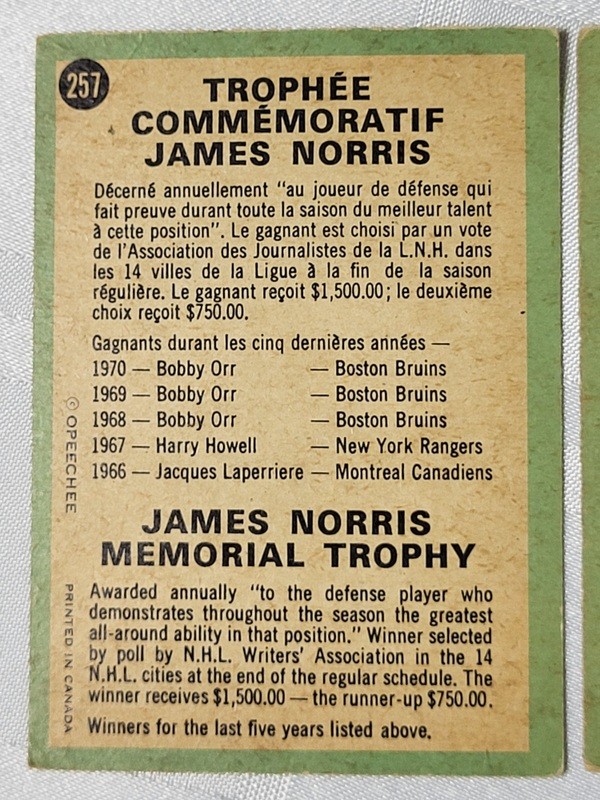 257
TROPHÉE
COMMÉMORATIF
JAMES NORRIS
Décerné annuellement "au joueur de défense qui
fait preuve durant toute la saison du meilleur talent
à cette position". Le gagnant est choisi par un vote
de l'Association des Journalistes de la L.N.H. dans
les 14 villes de la Ligue à la fin de la saison
régulière. Le gagnant reçoit $1,500.00; le deuxième
choix reçoit $750.00.
Gagnants durant les cinq dernières années —
1970 — Bobby Orr — Boston Bruins
1969 — Bobby Orr — Boston Bruins
1968 — Bobby Orr — Boston Bruins
1967 — Harry Howell — New York Rangers
1966 — Jacques Laperriere — Montreal Canadiens
© OPEECHEE
JAMES NORRIS
MEMORIAL TROPHY
Awarded annually "to the defense player who
demonstrates throughout the season the greatest
all-around ability in that position." Winner selected
by poll by N.H.L. Writers' Association in the 14
N.H.L. cities at the end of the regular schedule. The
winner receives $1,500.00 — the runner-up $750.00.
Winners for the last five years listed above.
PRINTED IN CANADA